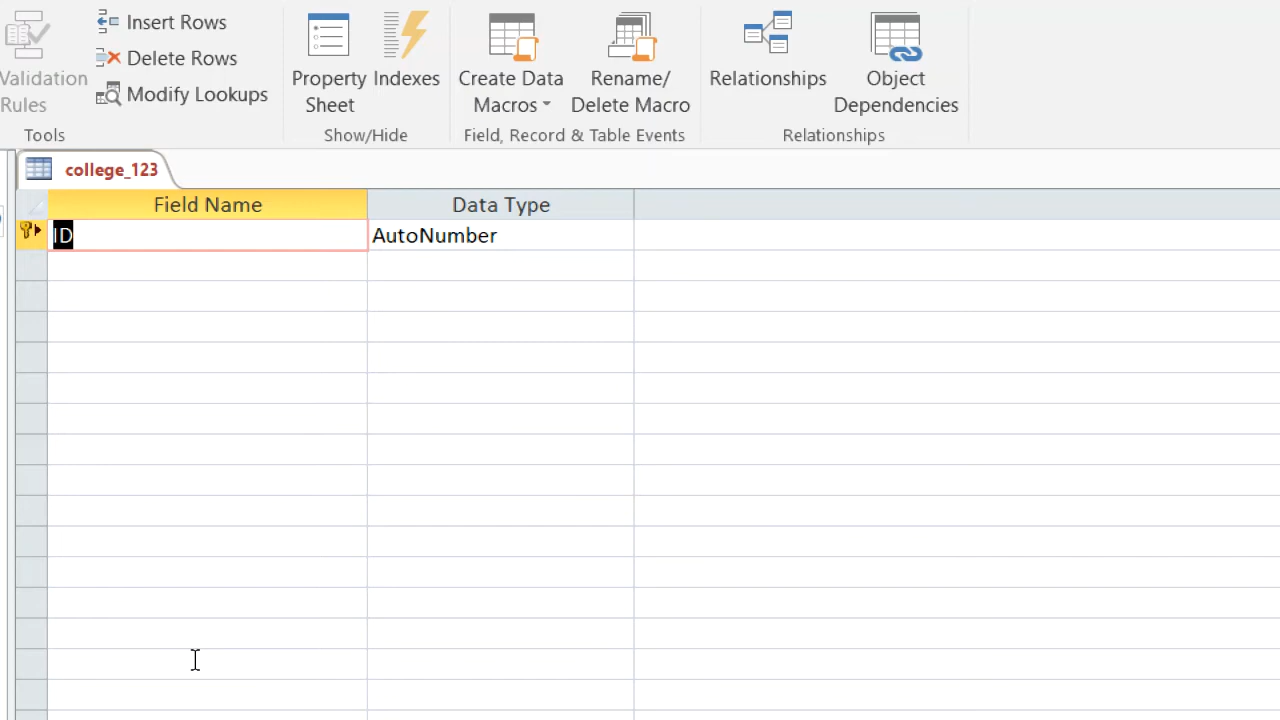 Insert Rows
Delete Rows
Modify Lookups
Validation
Rules
Tools
Property
Sheet
Indexes
Show/Hide
Create Data
Macros
Rename/
Delete Macro
Field, Record & Table Events
Relationships
Object
Dependencies
Relationships
college_123
Field Name Data Type
ID AutoNumber